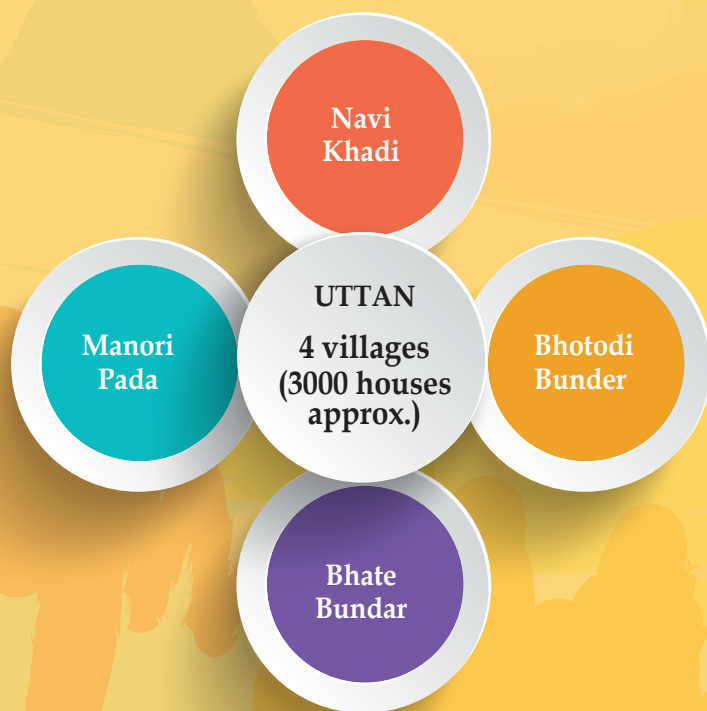 Navi
Khadi
Manori
Pada
UTTAN
4 villages
(3000 houses
approx.)
Bhotodi
Bunder
Bhate
Bundar